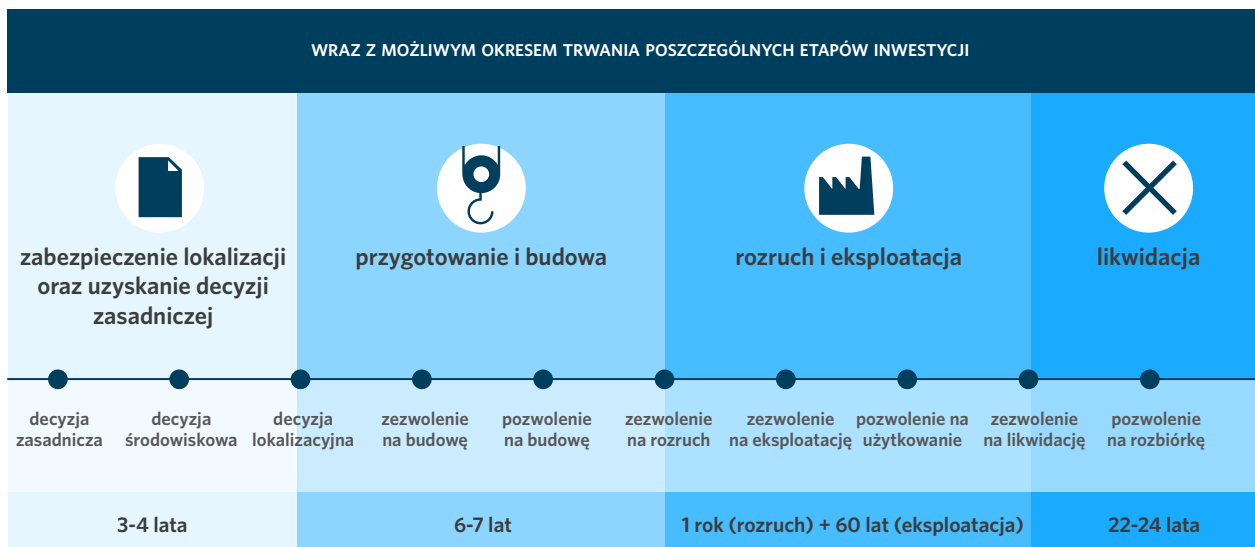 WRAZ Z MOŻLIWYM OKRESEM TRWANIA POSZCZEGÓLNYCH ETAPÓW INWESTYCJI
zabezpieczenie lokalizacji
oraz uzyskanie decyzji
zasadniczej
przygotowanie i budowa
rozruch i eksploatacja
likwidacja
decyzja
zasadnicza
decyzja
środowiskowa
decyzja
lokalizacyjna
zezwolenie
na budowę
pozwolenie
na budowę
zezwolenie
na rozruch
zezwolenie
na eksploatację
pozwolenie na
użytkowanie
zezwolenie
na likwidację
pozwolenie
na rozbiórkę
3-4 lata
6-7 lat
1 rok (rozruch) + 60 lat (eksploatacja)
22-24 lata